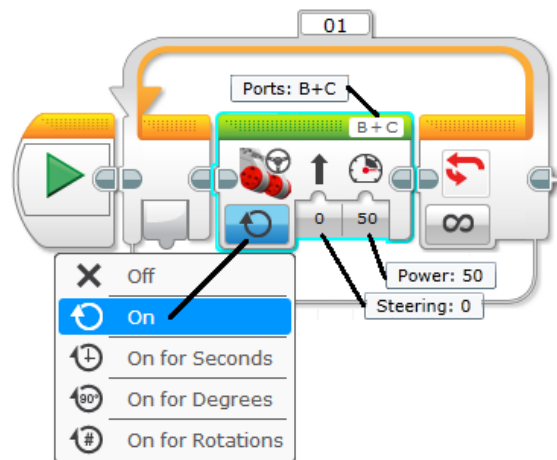 01
Ports: B+C
B+C
0 50
Power: 50
Steering: 0
Off
On
On for Seconds
90°
On for Degrees
#
On for Rotations